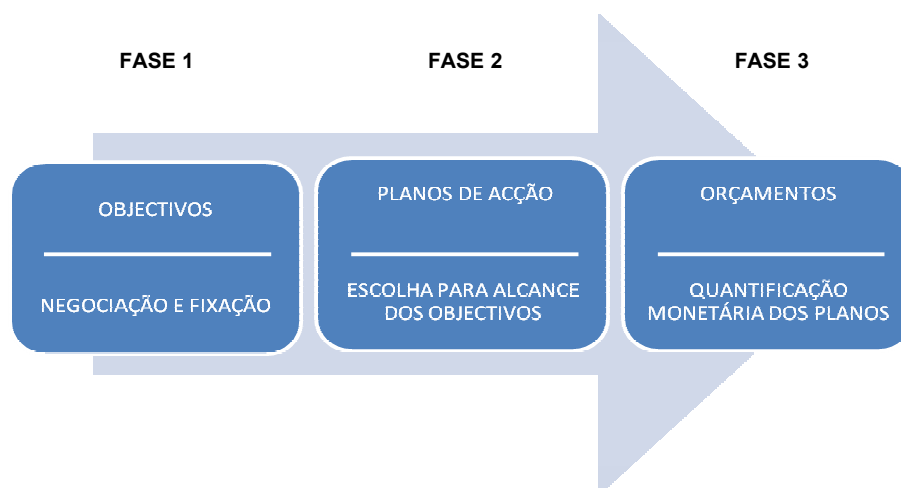 FASE 1
FASE 2
FASE 3
OBJECTIVOS
NEGOCIAÇÃO E FIXAÇÃO
PLANOS DE ACÇÃO
ESCOLHA PARA ALCANCE
DOS OBJECTIVOS
ORÇAMENTOS
QUANTIFICAÇÃO
MONETÁRIA DOS PLANOS